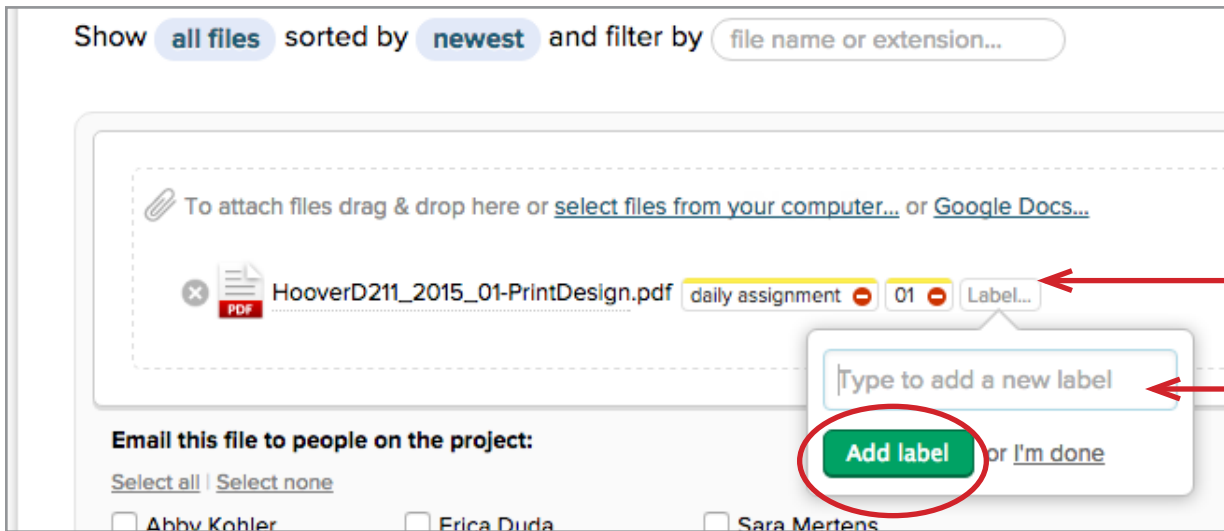 Show all files sorted by newest and filter by file name or extension...
To attach files drag & drop here or select files from your computer... or Google Docs...
PDF HooverD211_2015_01-PrintDesign.pdf daily assignment 01 Label...
Type to add a new label
Add label or I'm done
Email this file to people on the project:
Select all | Select none
Abby Kohler Erica Duda Sara Mertens